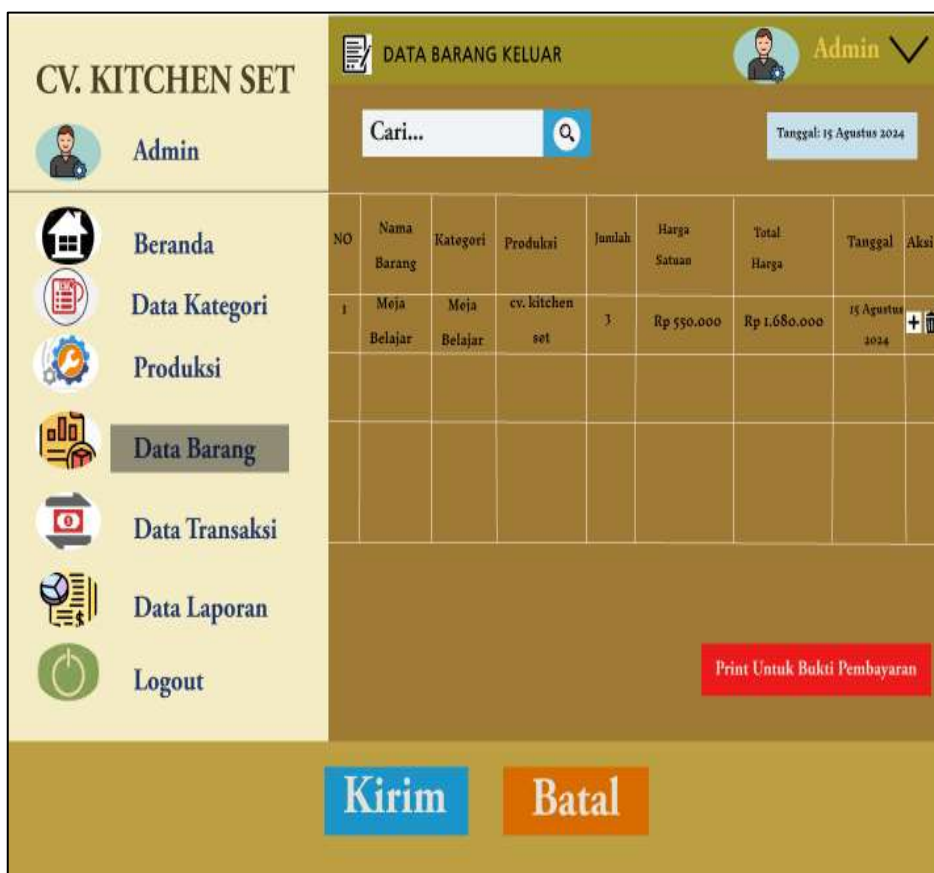 CV. KITCHEN SET
Admin
Beranda
Data Kategori
Produksi
Data Barang
Data Transaksi
Data Laporan
Logout
DATA BARANG KELUAR
Admin
Cari...
Tanggal: 15 Agustus 2024
NO
Nama
Barang
Kategori
Produksi
Jumlah
Harga
Satuan
Total
Harga
Tanggal
Aksi
1
Meja
Belajar
Meja
Belajar
cv. kitchen
set
3
Rp 550.000
Rp 1.680.000
15 Agustus
2024
Print Untuk Bukti Pembayaran
Kirim
Batal